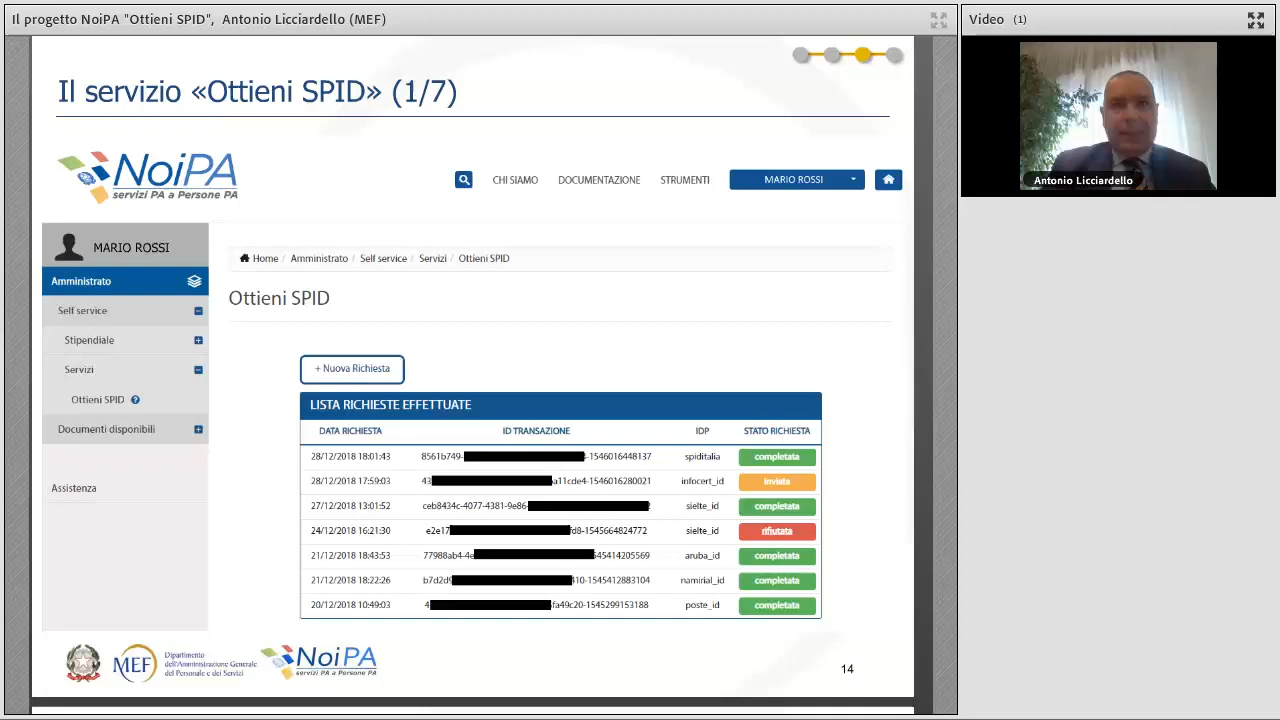 Il progetto NoiPA "Ottieni SPID", Antonio Licciardello (MEF)
Video (1)
Antonio Licciardello
Il servizio «Ottieni SPID» (1/7)
NoiPA
servizi PA a Persone PA
CHI SIAMO DOCUMENTAZIONE STRUMENTI MARIO ROSSI
MARIO ROSSI
Amministrato
Self service
Stipendiale
Servizi
Ottieni SPID ?
Documenti disponibili
Assistenza
Home / Amministrato / Self service / Servizi / Ottieni SPID
Ottieni SPID
+ Nuova Richiesta
LISTA RICHIESTE EFFETTUATE
DATA RICHIESTA ID TRANSAZIONE IDP STATO RICHIESTA
28/12/2018 18:01:43 8561b749- -1546016448137 spiditalia completata
28/12/2018 17:59:03 43 a11cde4-1546016280021 infocert_id inviata
27/12/2018 13:01:52 ceb8434c-4077-4381-9e86- sielte_id completata
24/12/2018 16:21:30 e2e17 fd8-1545664824772 sielte_id rifiutata
21/12/2018 18:43:53 77988ab4-4e 545414205569 aruba_id completata
21/12/2018 18:22:26 b7d2d9 410-1545412883104 namirial_id completata
20/12/2018 10:49:03 4 fa49c20-1545299153188 poste_id completata
MEF
Dipartimento
dell'Amministrazione Generale
del Personale e dei Servizi
NoiPA
servizi PA a Persone PA
14